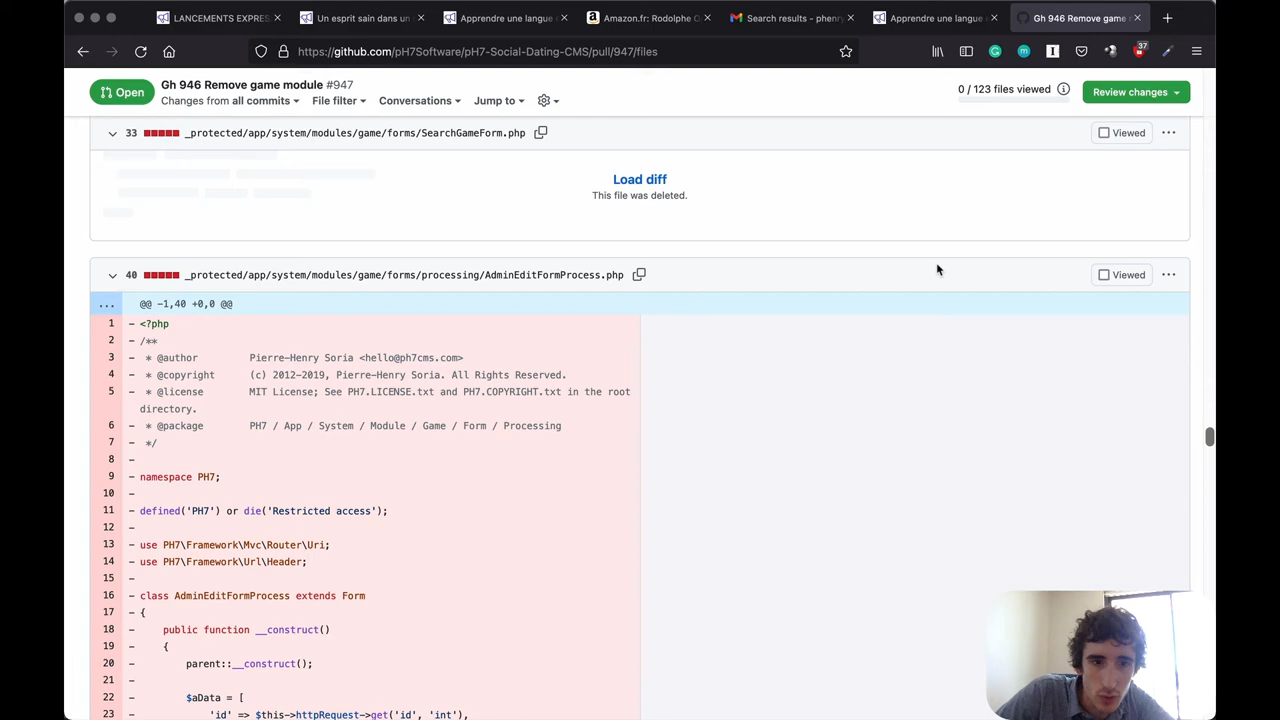 LANCEMENTS EXPRES
Un esprit sain dans un
Apprendre une langue
Amazon.fr: Rodolphe O
Search results - phenry
Apprendre une langue
Gh 946 Remove game
https://github.com/pH7Software/pH7-Social-Dating-CMS/pull/947/files
37
Open
Gh 946 Remove game module #947
Changes from all commits
File filter
Conversations
Jump to
0 / 123 files viewed
Review changes
33 _protected/app/system/modules/game/forms/SearchGameForm.php
Viewed
Load diff
This file was deleted.
40 _protected/app/system/modules/game/forms/processing/AdminEditFormProcess.php
Viewed
... @@ -1,40 +0,0 @@
1 - <?php
2 - /**
3 - * @author Pierre-Henry Soria <hello@ph7cms.com>
4 - * @copyright (c) 2012-2019, Pierre-Henry Soria. All Rights Reserved.
5 - * @license MIT License; See PH7.LICENSE.txt and PH7.COPYRIGHT.txt in the root
directory.
6 - * @package PH7 / App / System / Module / Game / Form / Processing
7 - */
8 -
9 - namespace PH7;
10 -
11 - defined('PH7') or die('Restricted access');
12 -
13 - use PH7\Framework\Mvc\Router\Uri;
14 - use PH7\Framework\Url\Header;
15 -
16 - class AdminEditFormProcess extends Form
17 - {
18 - public function __construct()
19 - {
20 - parent::__construct();
21 -
22 - $aData = [
23 - 'id' => $this->httpRequest->get('id', 'int'),